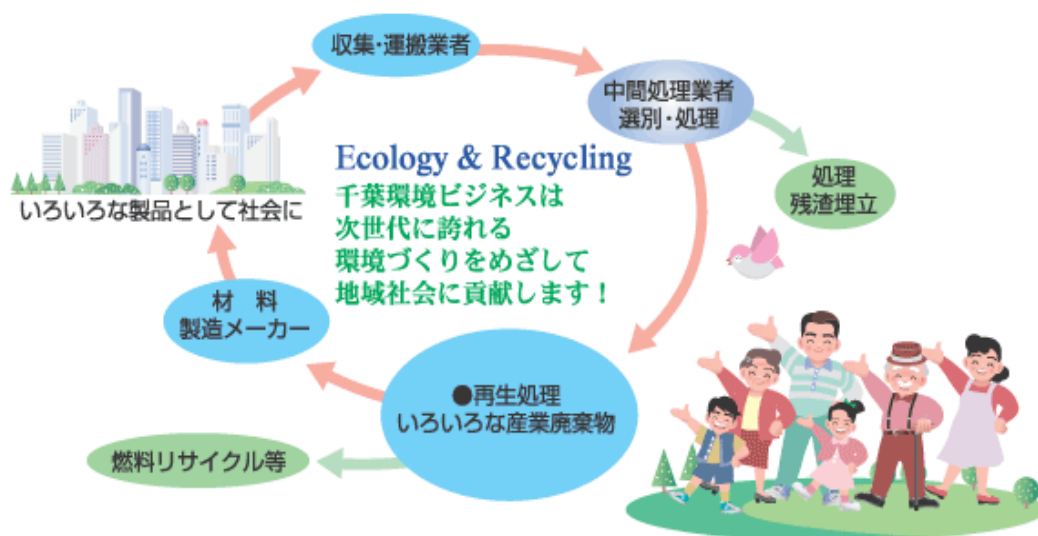 収集・運搬業者
中間処理業者
選別・処理
処理
残渣埋立
Ecology & Recycling
千葉環境ビジネスは
次世代に誇れる
環境づくりをめざして
地域社会に貢献します！
いろいろな製品として社会に
材　料
製造メーカー
●再生処理
いろいろな産業廃棄物
燃料リサイクル等